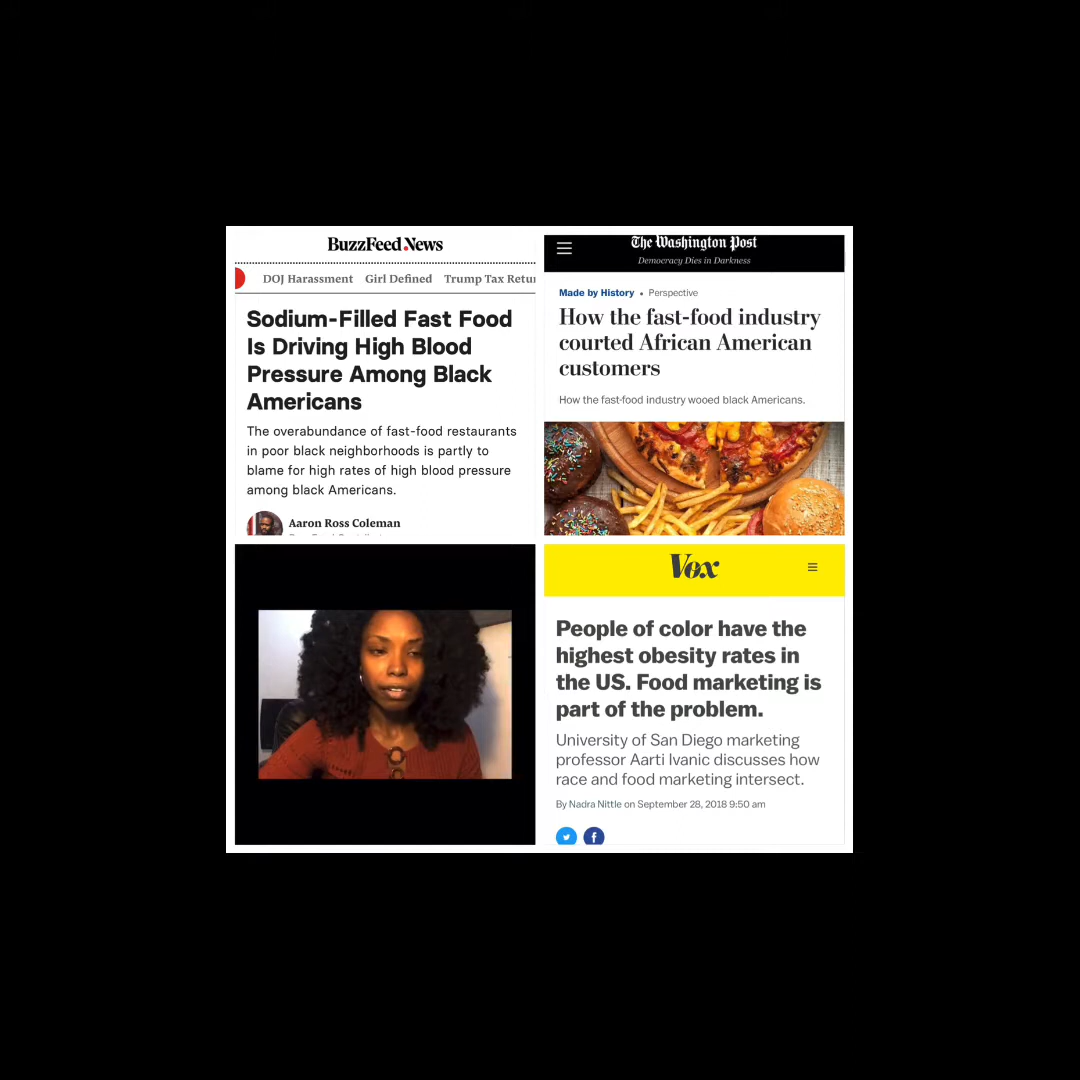 BuzzFeed News
DOJ Harassment Girl Defined Trump Tax Retu
Sodium-Filled Fast Food
Is Driving High Blood
Pressure Among Black
Americans
The overabundance of fast-food restaurants
in poor black neighborhoods is partly to
blame for high rates of high blood pressure
among black Americans.
Aaron Ross Coleman
The Washington Post
Democracy Dies in Darkness
Made by History • Perspective
How the fast-food industry
courted African American
customers
How the fast-food industry wooed black Americans.
Vox
People of color have the
highest obesity rates in
the US. Food marketing is
part of the problem.
University of San Diego marketing
professor Aarti Ivanic discusses how
race and food marketing intersect.
By Nadra Nittle on September 28, 2018 9:50 am